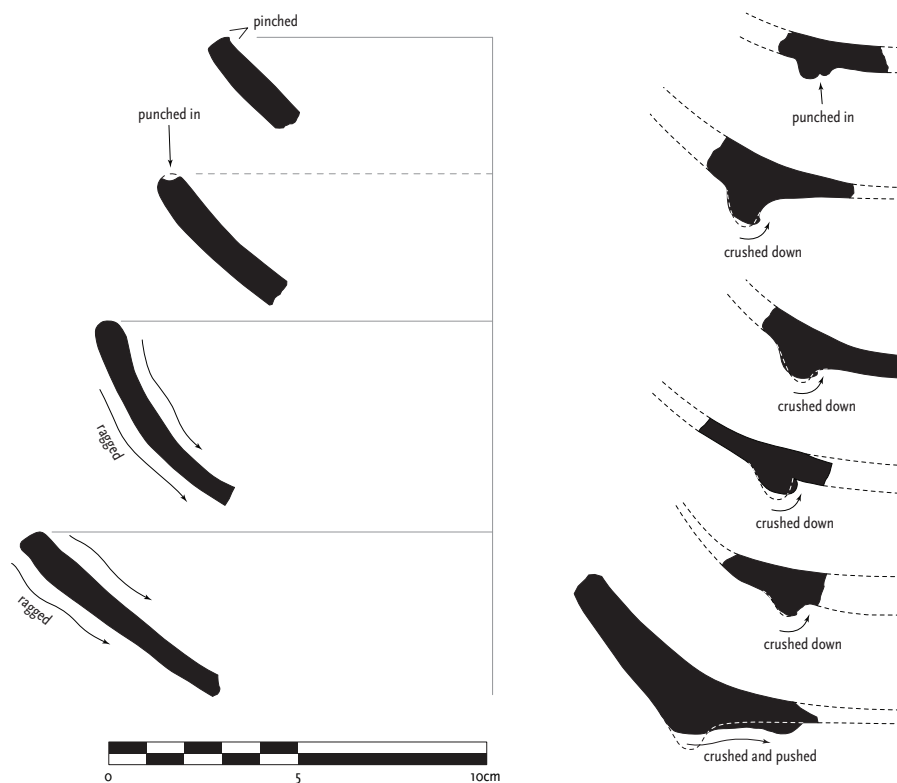 pinched
punched in
ragged
ragged
0 5 10cm
punched in
crushed down
crushed down
crushed down
crushed down
crushed and pushed